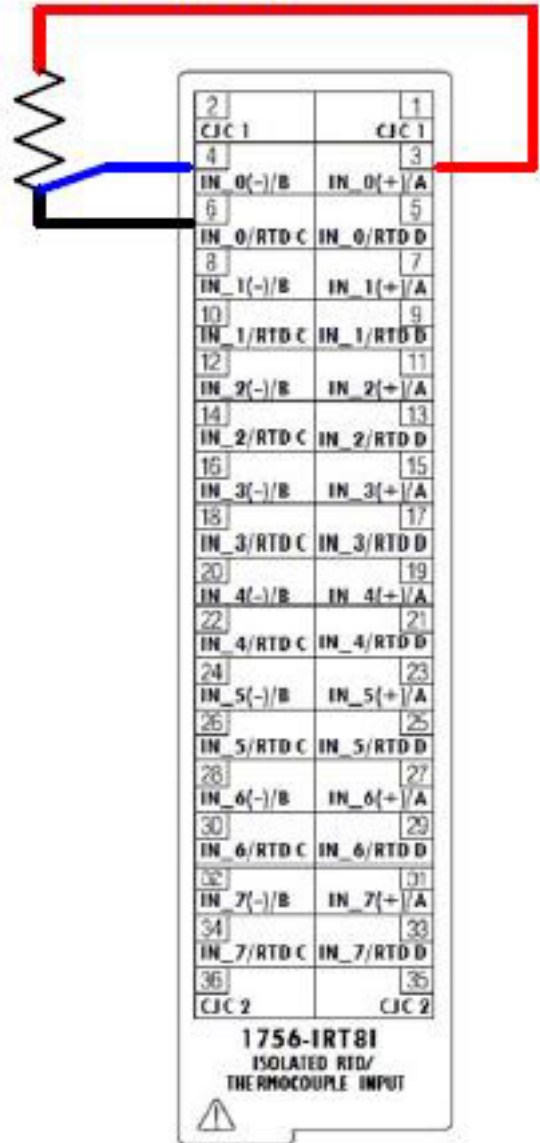 2 1
CJC 1 CJC 1
4 3
IN_0(-)/B IN_0(+)/A
6 5
IN_0/RTD C IN_0/RTD D
8 7
IN_1(-)/B IN_1(+)/A
10 9
IN_1/RTD C IN_1/RTD D
12 11
IN_2(-)/B IN_2(+)/A
14 13
IN_2/RTD C IN_2/RTD D
16 15
IN_3(-)/B IN_3(+)/A
18 17
IN_3/RTD C IN_3/RTD D
20 19
IN_4(-)/B IN_4(+)/A
22 21
IN_4/RTD C IN_4/RTD D
24 23
IN_5(-)/B IN_5(+)/A
26 25
IN_5/RTD C IN_5/RTD D
28 27
IN_6(-)/B IN_6(+)/A
30 29
IN_6/RTD C IN_6/RTD D
32 31
IN_7(-)/B IN_7(+)/A
34 33
IN_7/RTD C IN_7/RTD D
36 35
CJC 2 CJC 2
1756-IRT8I
ISOLATED RTD/
THERMOCOUPLE INPUT